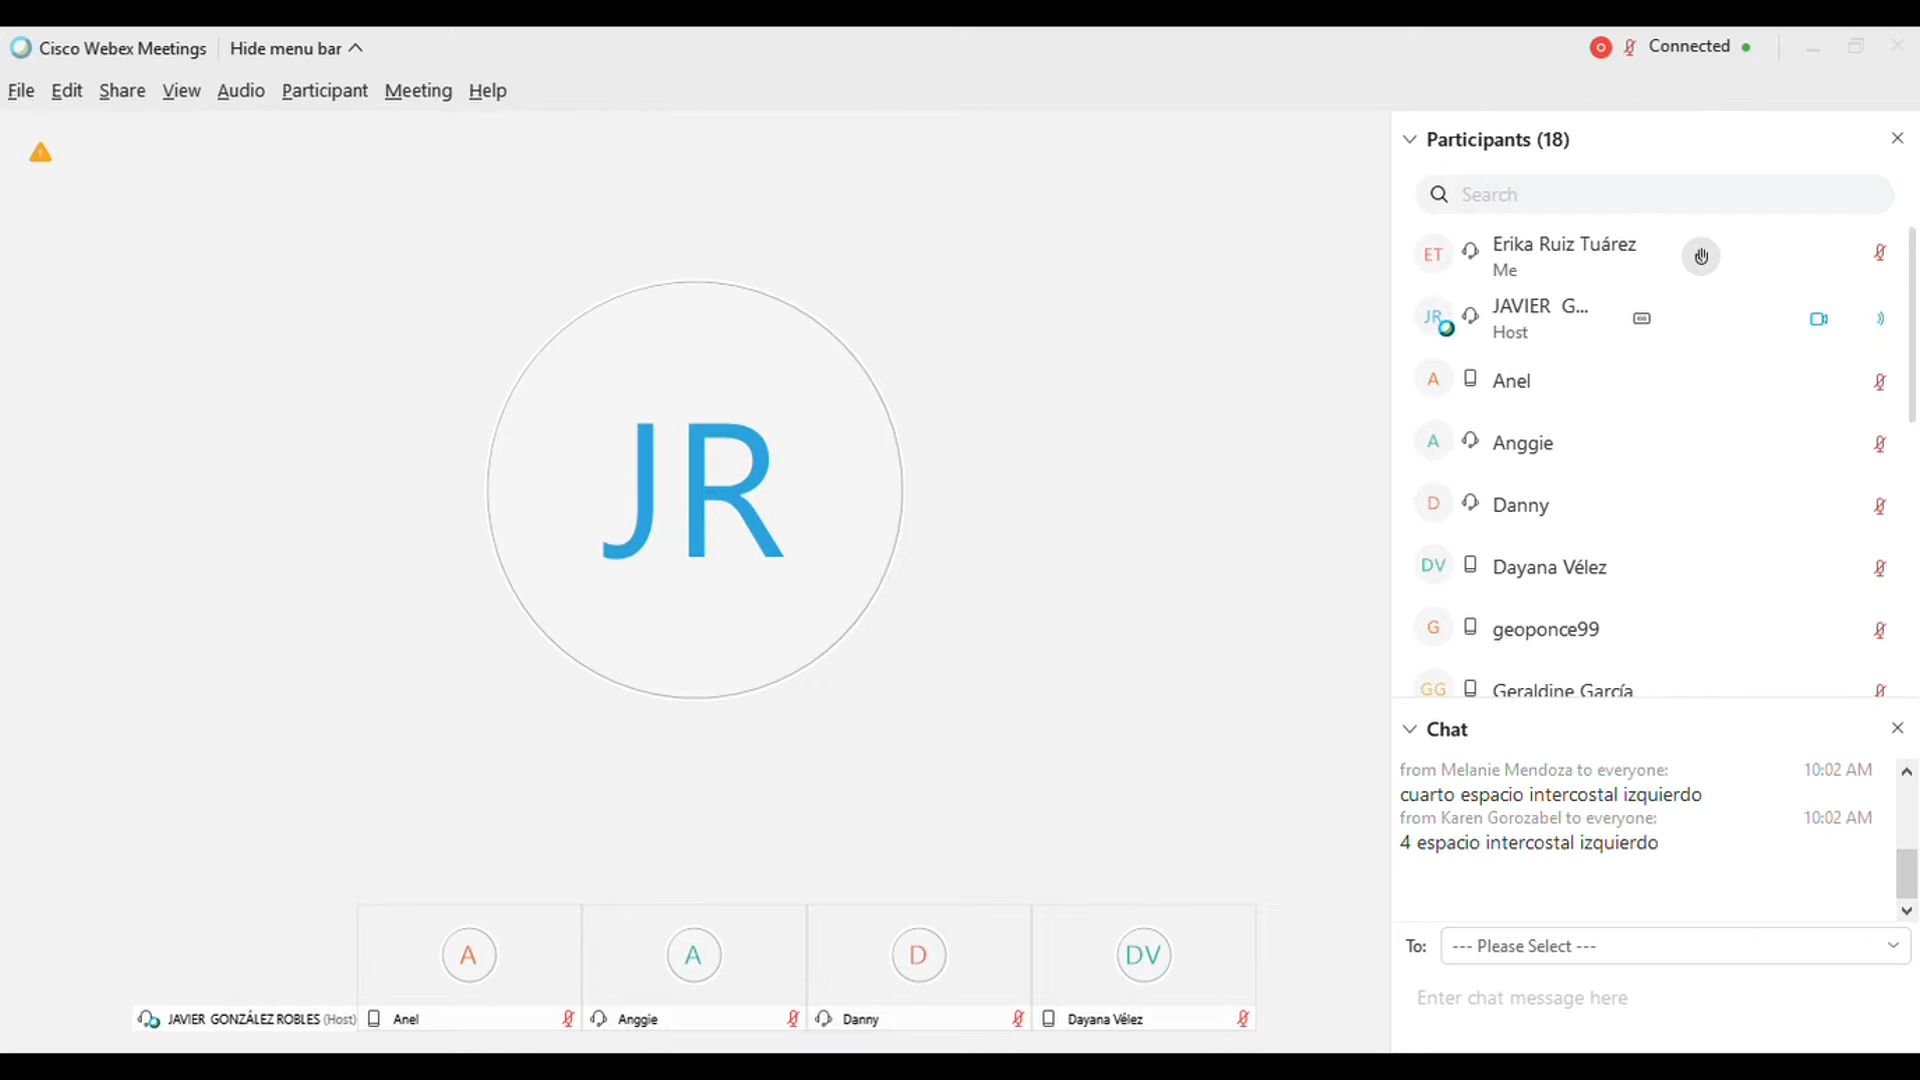 Cisco Webex Meetings
Hide menu bar
Connected
File Edit Share View Audio Participant Meeting Help
Participants (18)
Search
ET
Erika Ruiz Tuárez
Me
JR
JAVIER G...
Host
A
Anel
A
Anggie
D
Danny
DV
Dayana Vélez
G
geoponce99
GG
Geraldine García
JR
Chat
from Melanie Mendoza to everyone: 10:02 AM
cuarto espacio intercostal izquierdo
from Karen Gorozabel to everyone: 10:02 AM
4 espacio intercostal izquierdo
To: --- Please Select ---
Enter chat message here
A
A
D
DV
JAVIER GONZÁLEZ ROBLES (Host)
Anel
Anggie
Danny
Dayana Vélez